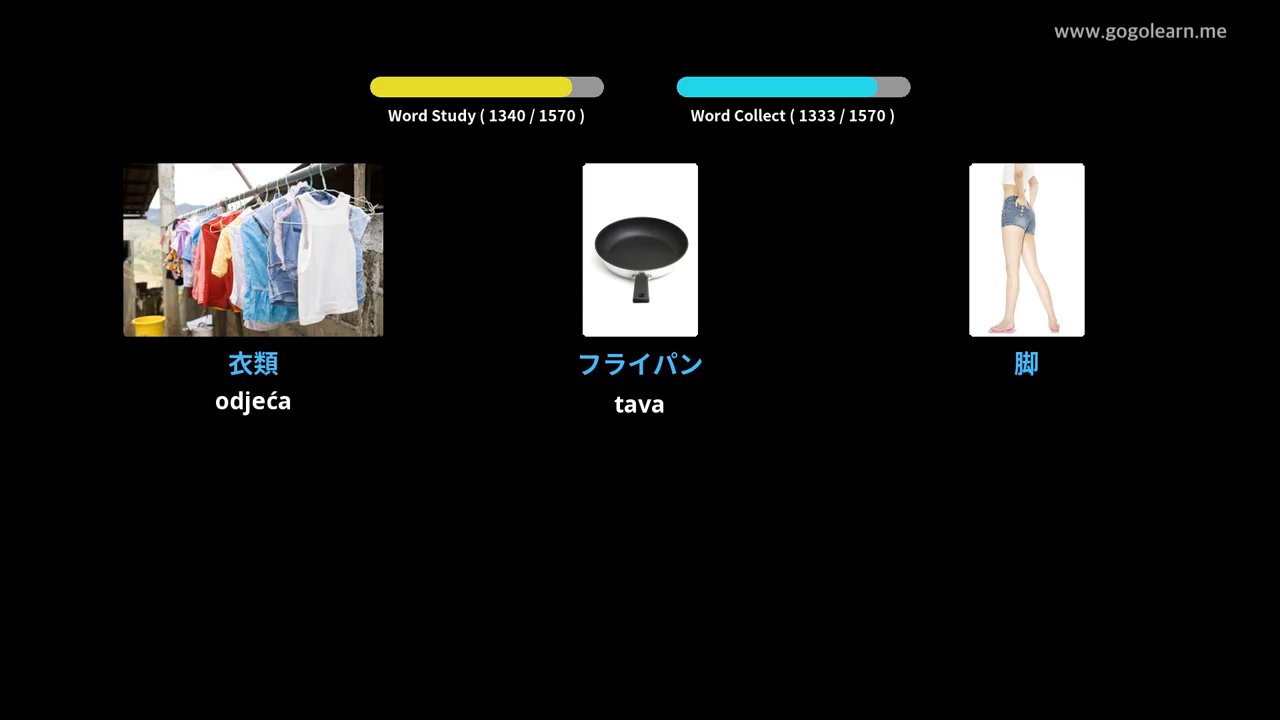 www.gogolearn.me
Word Study ( 1340 / 1570 )
Word Collect ( 1333 / 1570 )
衣類
フライパン
脚
odjeća
tava